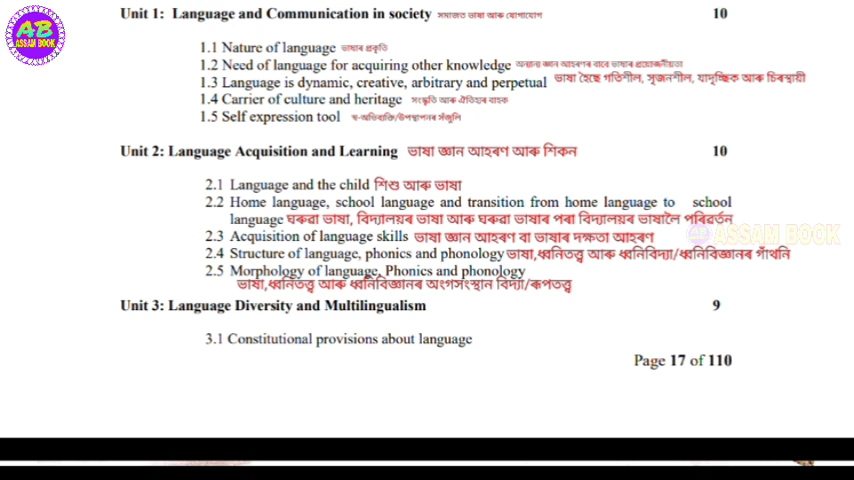 AB
ASSAM BOOK
Unit 1: Language and Communication in society সমাজত ভাষা আৰু যোগাযোগ 10
1.1 Nature of language ভাষাৰ প্ৰকৃতি
1.2 Need of language for acquiring other knowledge অন্যান্য জ্ঞান আহৰণৰ বাবে ভাষাৰ প্ৰয়োজনীয়তা
1.3 Language is dynamic, creative, arbitrary and perpetual ভাষা হৈছে গতিশীল, সৃজনশীল, যাদৃচ্ছিক আৰু চিৰস্থায়ী
1.4 Carrier of culture and heritage সংস্কৃতি আৰু ঐতিহ্যৰ বাহক
1.5 Self expression tool স্ব-অভিব্যক্তি/উপস্থাপনৰ সঁজুলি
Unit 2: Language Acquisition and Learning ভাষা জ্ঞান আহৰণ আৰু শিকন 10
2.1 Language and the child শিশু আৰু ভাষা
2.2 Home language, school language and transition from home language to school
language ঘৰুৱা ভাষা, বিদ্যালয়ৰ ভাষা আৰু ঘৰুৱা ভাষাৰ পৰা বিদ্যালয়ৰ ভাষালৈ পৰিৱৰ্তন
2.3 Acquisition of language skills ভাষা জ্ঞান আহৰণ বা ভাষাৰ দক্ষতা আহৰণ
ASSAM BOOK
2.4 Structure of language, phonics and phonology ভাষা,ধ্বনিতত্ত্ব আৰু ধ্বনিবিদ্যা/ধ্বনিবিজ্ঞানৰ গাঁথনি
2.5 Morphology of language, Phonics and phonology
ভাষা,ধ্বনিতত্ত্ব আৰু ধ্বনিবিজ্ঞানৰ অংগসংস্থান বিদ্যা/ৰূপতত্ত্ব
Unit 3: Language Diversity and Multilingualism 9
3.1 Constitutional provisions about language
Page 17 of 110